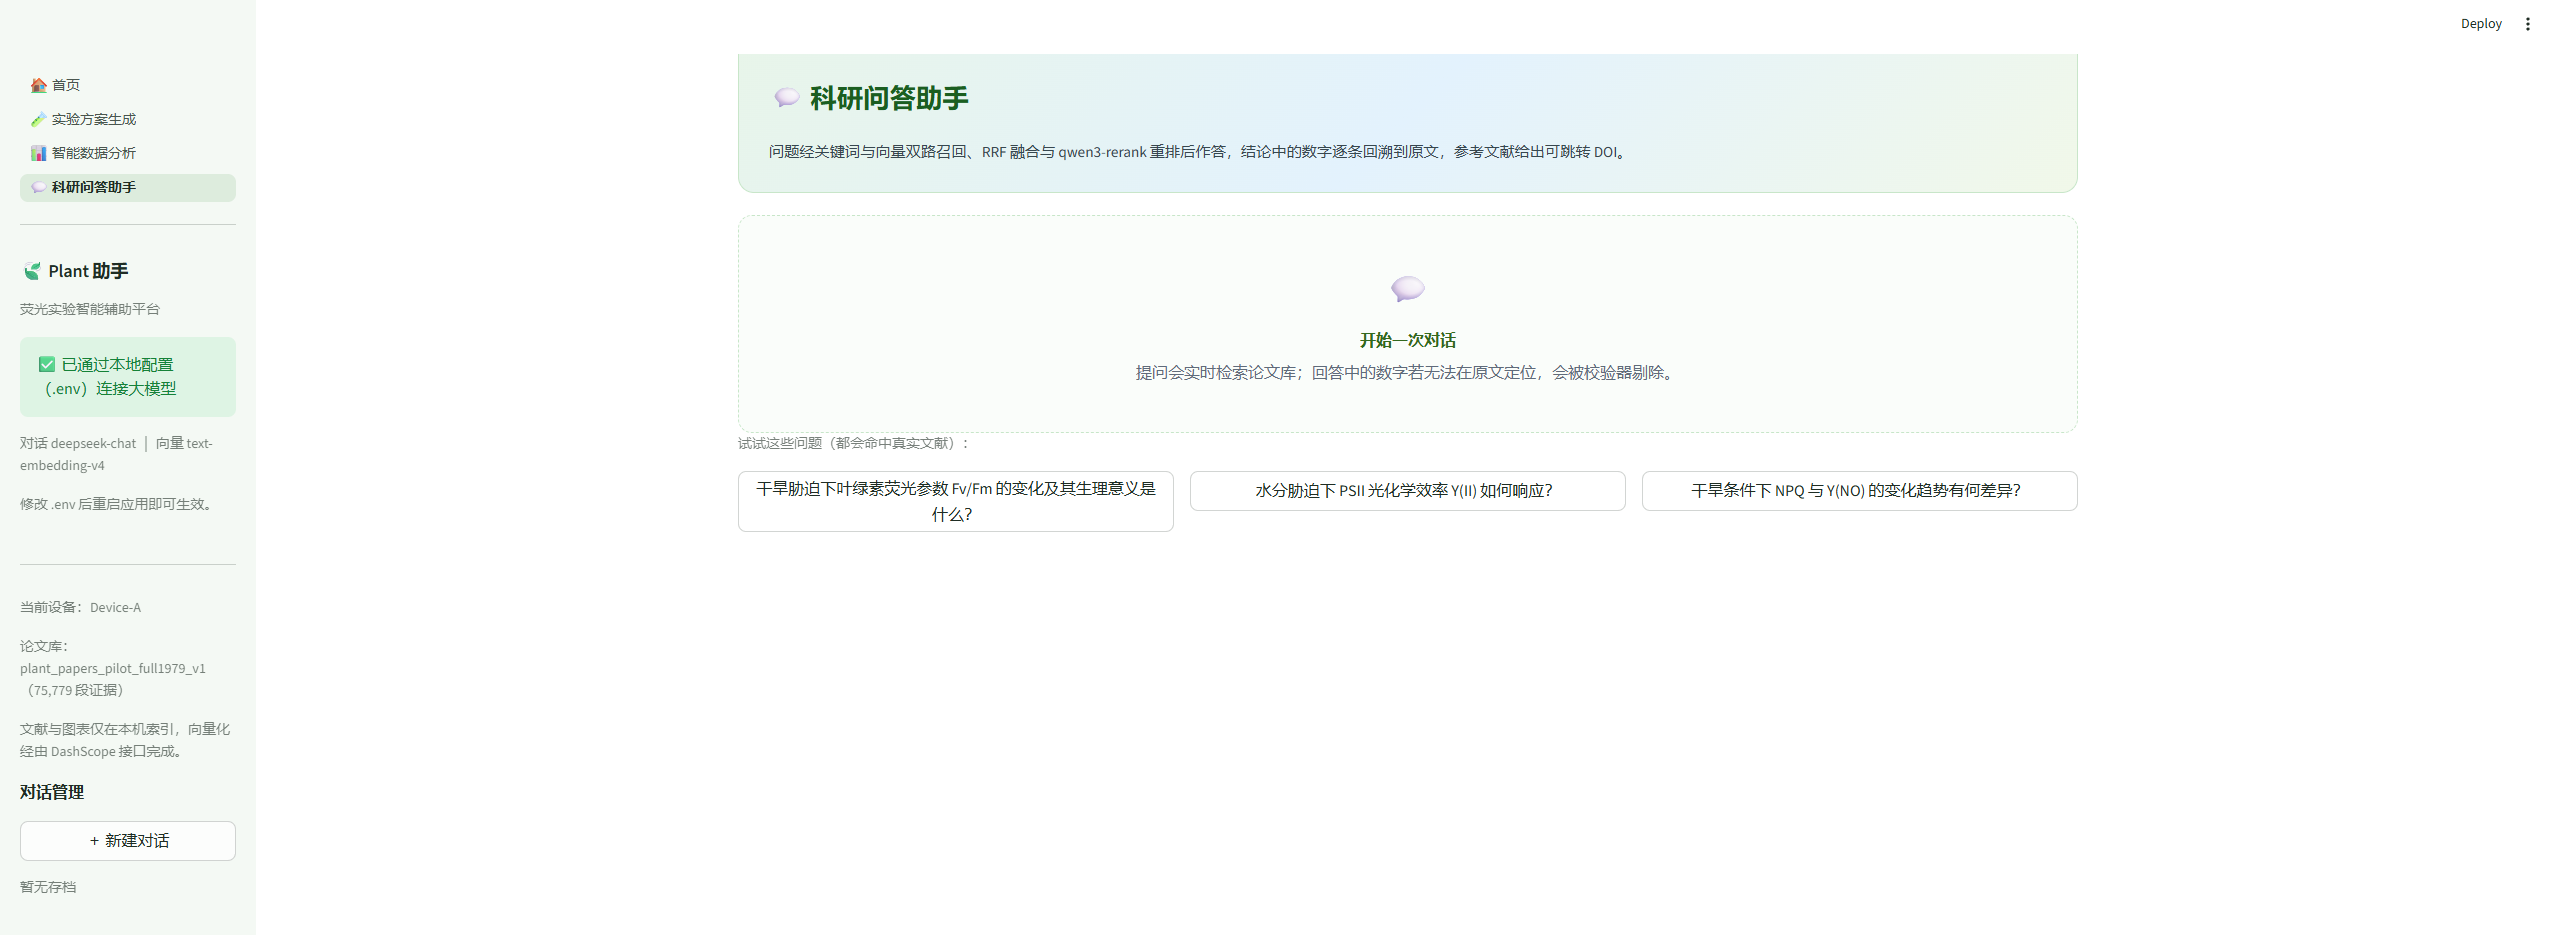 Deploy
首页
实验方案生成
智能数据分析
科研问答助手
Plant 助手
荧光实验智能辅助平台
已通过本地配置
（.env）连接大模型
对话 deepseek-chat ｜ 向量 text-
embedding-v4
修改 .env 后重启应用即可生效。
当前设备：Device-A
论文库：
plant_papers_pilot_full1979_v1
（75,779 段证据）
文献与图表仅在本机索引，向量化
经由 DashScope 接口完成。
对话管理
+ 新建对话
暂无存档
科研问答助手
问题经关键词与向量双路召回、RRF 融合与 qwen3-rerank 重排后作答，结论中的数字逐条回溯到原文，参考文献给出可跳转 DOI。
开始一次对话
提问会实时检索论文库；回答中的数字若无法在原文定位，会被校验器剔除。
试试这些问题（都会命中真实文献）：
干旱胁迫下叶绿素荧光参数 Fv/Fm 的变化及其生理意义是
什么？
水分胁迫下 PSII 光化学效率 Y(II) 如何响应？
干旱条件下 NPQ 与 Y(NO) 的变化趋势有何差异？